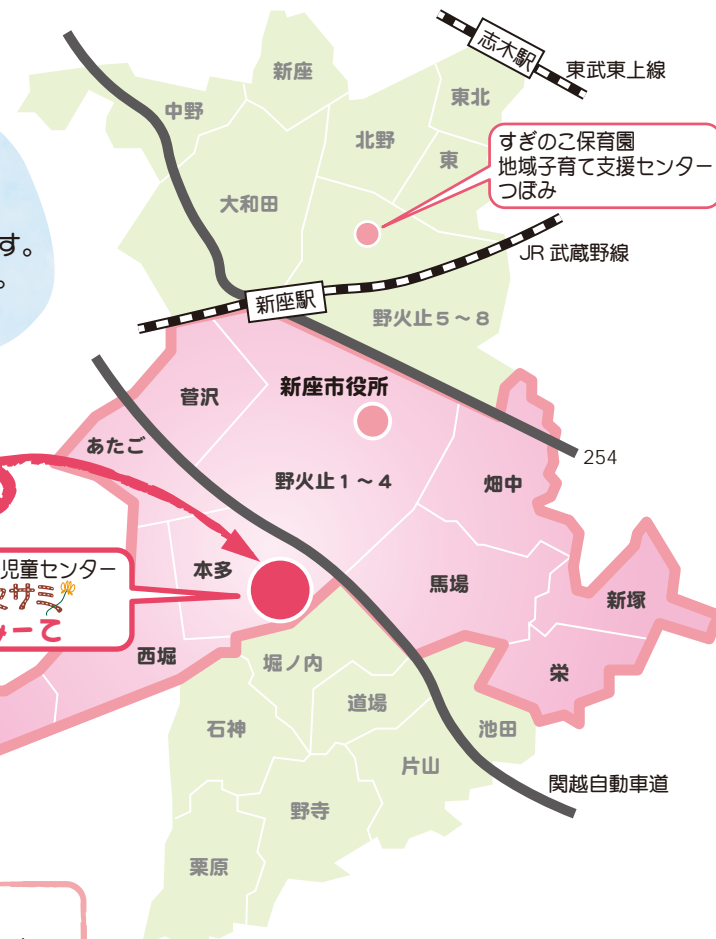 志木駅
東武東上線
新座
中野
東北
北野
東
すぎのこ保育園
地域子育て支援センター
つぼみ
大和田
す。
。
JR 武蔵野線
新座駅
野火止５～８
菅沢
新座市役所
あたご
254
野火止１～４
畑中
児童センター
本多
馬場
新塚
西堀
堀ノ内
栄
道場
石神
池田
片山
関越自動車道
野寺
栗原